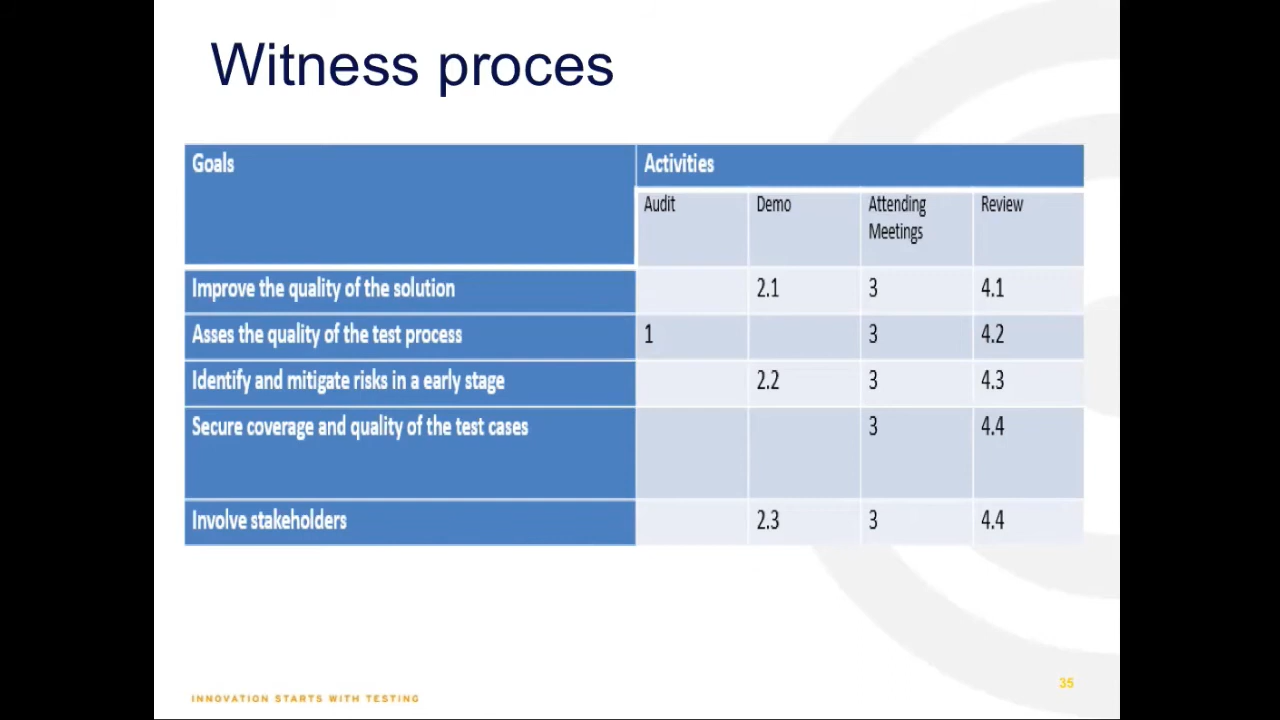 Witness proces
Goals Activities
Audit Demo Attending Review
Meetings
Improve the quality of the solution 2.1 3 4.1
Asses the quality of the test process 1 3 4.2
Identify and mitigate risks in a early stage 2.2 3 4.3
Secure coverage and quality of the test cases 3 4.4
Involve stakeholders 2.3 3 4.4
INNOVATION STARTS WITH TESTING
35